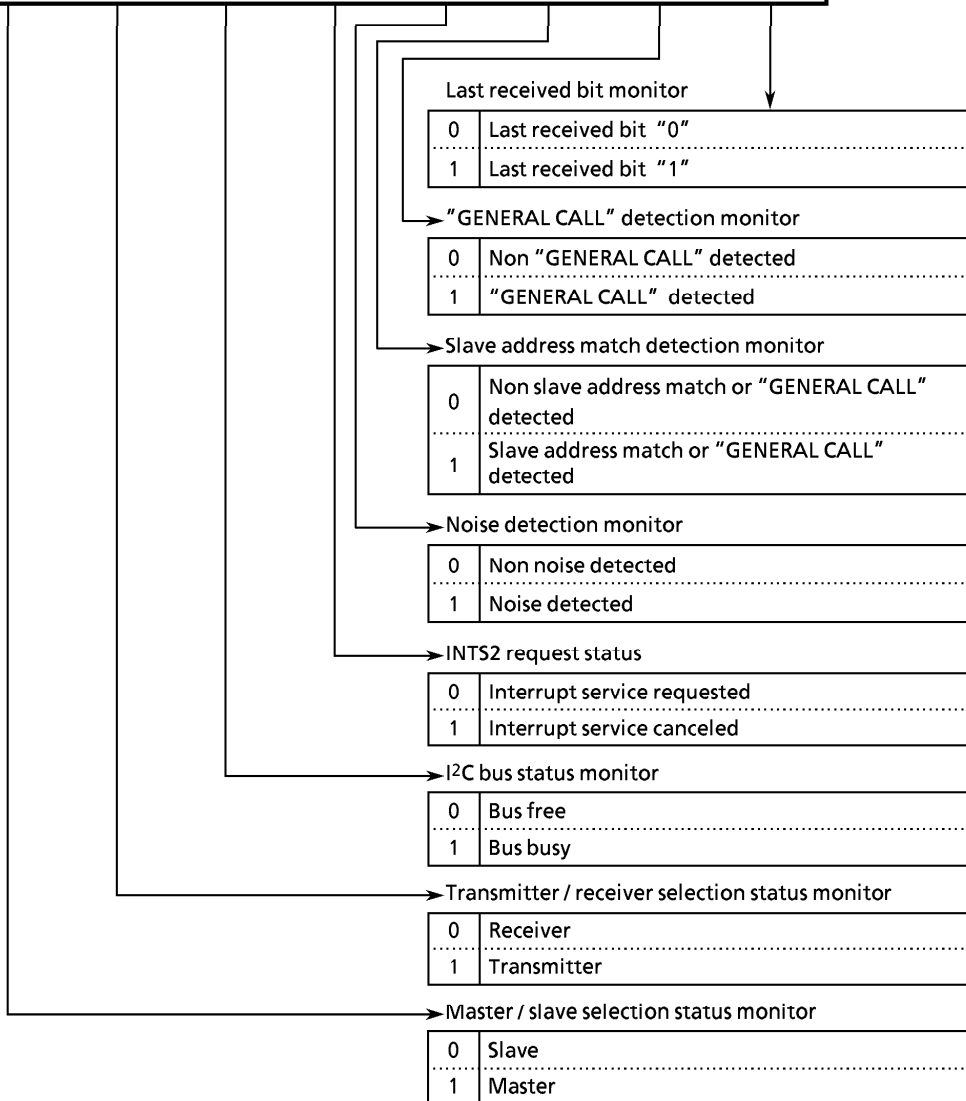 Last received bit monitor
0 Last received bit “0”
1 Last received bit “1”
”GENERAL CALL” detection monitor
0 Non “GENERAL CALL” detected
1 “GENERAL CALL” detected
Slave address match detection monitor
0 Non slave address match or “GENERAL CALL”
detected
1 Slave address match or “GENERAL CALL”
detected
Noise detection monitor
0 Non noise detected
1 Noise detected
INTS2 request status
0 Interrupt service requested
1 Interrupt service canceled
I²C bus status monitor
0 Bus free
1 Bus busy
Transmitter / receiver selection status monitor
0 Receiver
1 Transmitter
Master / slave selection status monitor
0 Slave
1 Master